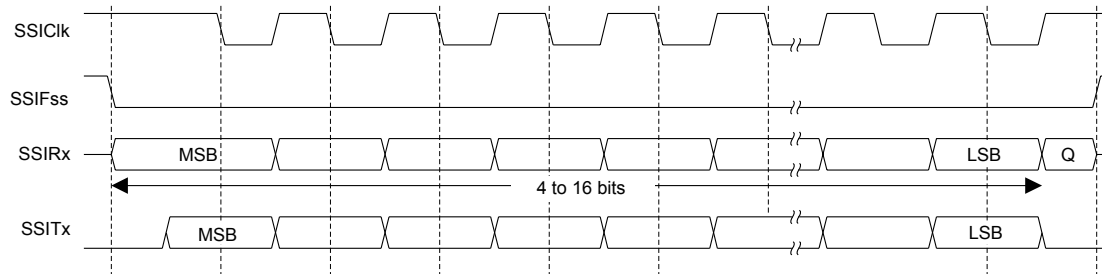 SSIClk
SSIFss
SSIRx MSB LSB Q
4 to 16 bits
SSITx MSB LSB